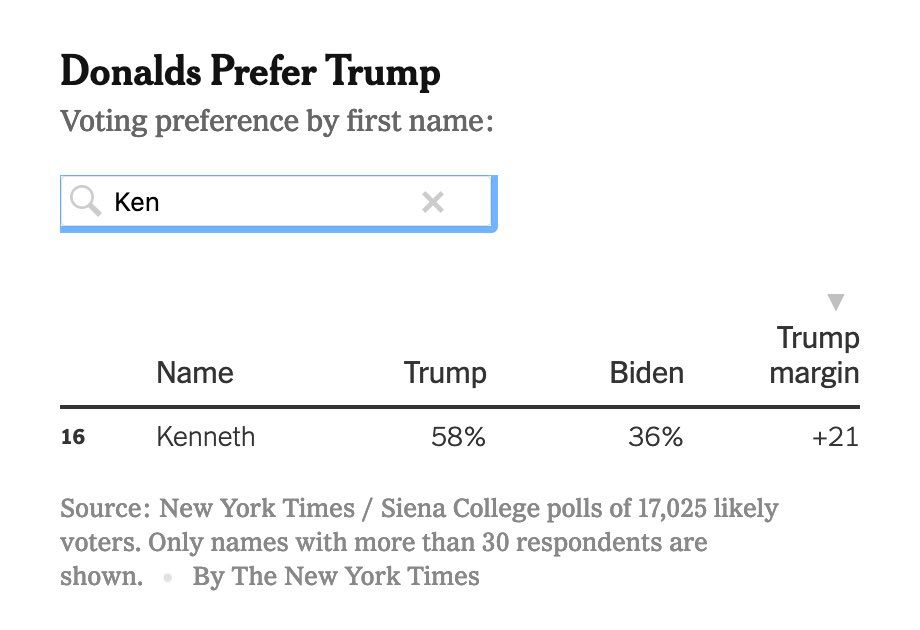 Donalds Prefer Trump
Voting preference by first name:
Ken
Name Trump Biden Trump margin
16 Kenneth 58% 36% +21
Source: New York Times / Siena College polls of 17,025 likely
voters. Only names with more than 30 respondents are
shown. • By The New York Times